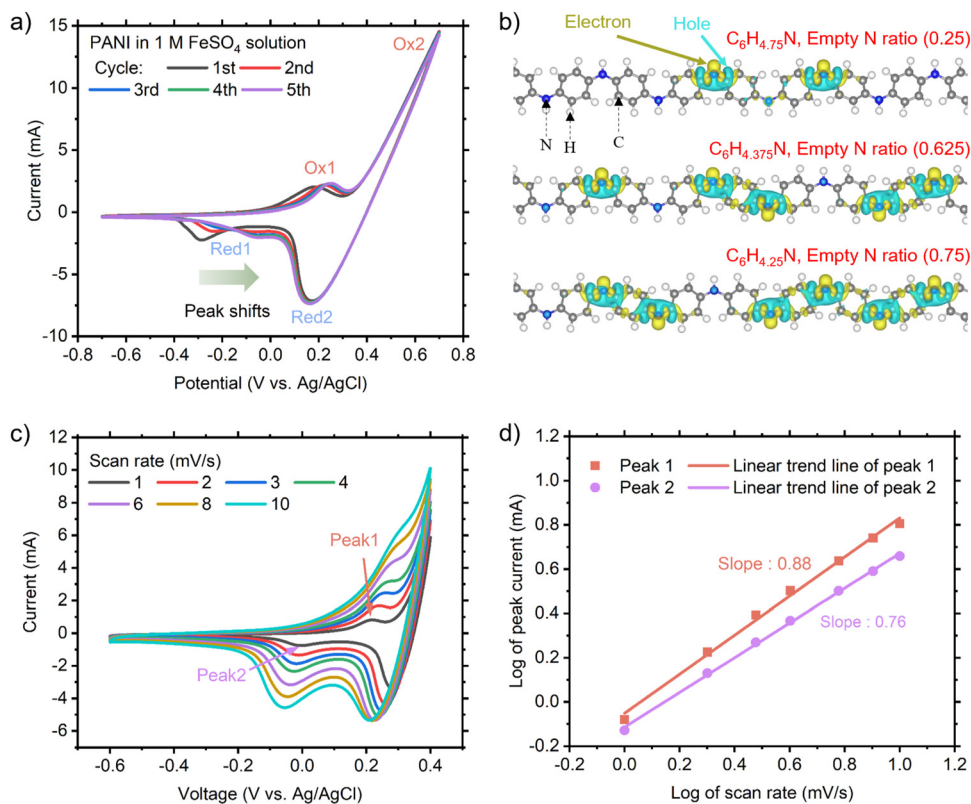 a)
PANI in 1 M FeSO₄ solution
Cycle: 1st 2nd
3rd 4th 5th
Ox2
Ox1
Red1
Peak shifts
Red2
15
10
5
0
-5
-10
Current (mA)
-0.8 -0.6 -0.4 -0.2 0.0 0.2 0.4 0.6 0.8
Potential (V vs. Ag/AgCl)
b)
Electron Hole
C₆H₄.₇₅N, Empty N ratio (0.25)
N H C
C₆H₄.₃₇₅N, Empty N ratio (0.625)
C₆H₄.₂₅N, Empty N ratio (0.75)
c)
Scan rate (mV/s)
1 2 3 4
6 8 10
Peak1
Peak2
12
10
8
6
4
2
0
-2
-4
-6
Current (mA)
-0.6 -0.4 -0.2 0.0 0.2 0.4
Voltage (V vs. Ag/AgCl)
d)
Peak 1 Linear trend line of peak 1
Peak 2 Linear trend line of peak 2
Slope : 0.88
Slope : 0.76
1.2
1.0
0.8
0.6
0.4
0.2
0.0
-0.2
Log of peak current (mA)
-0.2 0.0 0.2 0.4 0.6 0.8 1.0 1.2
Log of scan rate (mV/s)